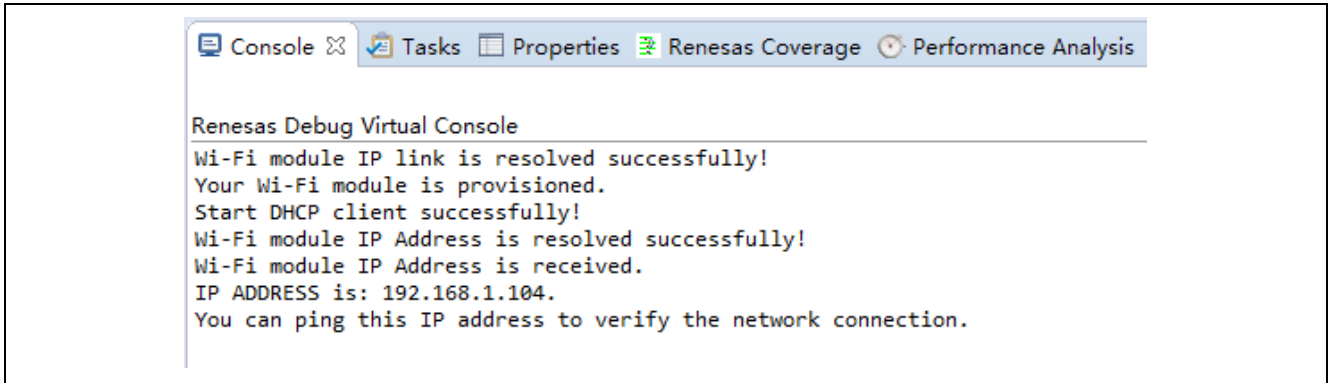 Console Tasks Properties Renesas Coverage Performance Analysis
Renesas Debug Virtual Console
Wi-Fi module IP link is resolved successfully!
Your Wi-Fi module is provisioned.
Start DHCP client successfully!
Wi-Fi module IP Address is resolved successfully!
Wi-Fi module IP Address is received.
IP ADDRESS is: 192.168.1.104.
You can ping this IP address to verify the network connection.